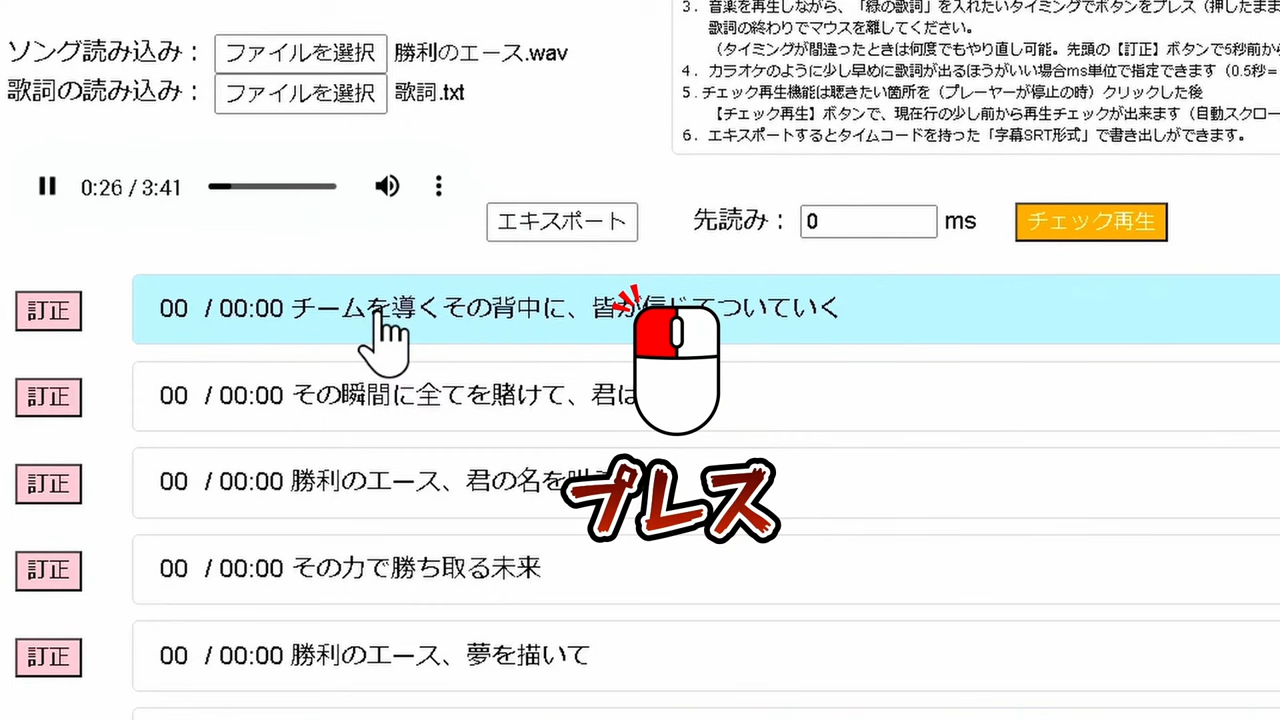 3．音楽を再生しながら、「緑の歌詞」を入れたいタイミングでボタンをプレス（押したまま
歌詞の終わりでマウスを離してください。
（タイミングが間違ったときは何度でもやり直し可能。先頭の【訂正】ボタンで5秒前から
4．カラオケのように少し早めに歌詞が出るほうがいい場合ms単位で指定できます（0.5秒＝
5．チェック再生機能は聴きたい箇所を（プレーヤーが停止の時）クリックした後
【チェック再生】ボタンで、現在行の少し前から再生チェックが出来ます（自動スクロー
6．エキスポートするとタイムコードを持った「字幕SRT形式」で書き出しができます。
ソング読み込み： ファイルを選択 勝利のエース.wav
歌詞の読み込み： ファイルを選択 歌詞.txt
0:26 / 3:41
エキスポート 先読み： 0 ms チェック再生
訂正 00 / 00:00 チームを導くその背中に、皆が信じてついていく
訂正 00 / 00:00 その瞬間に全てを賭けて、君は
訂正 00 / 00:00 勝利のエース、君の名を
プレス
訂正 00 / 00:00 その力で勝ち取る未来
訂正 00 / 00:00 勝利のエース、夢を描いて